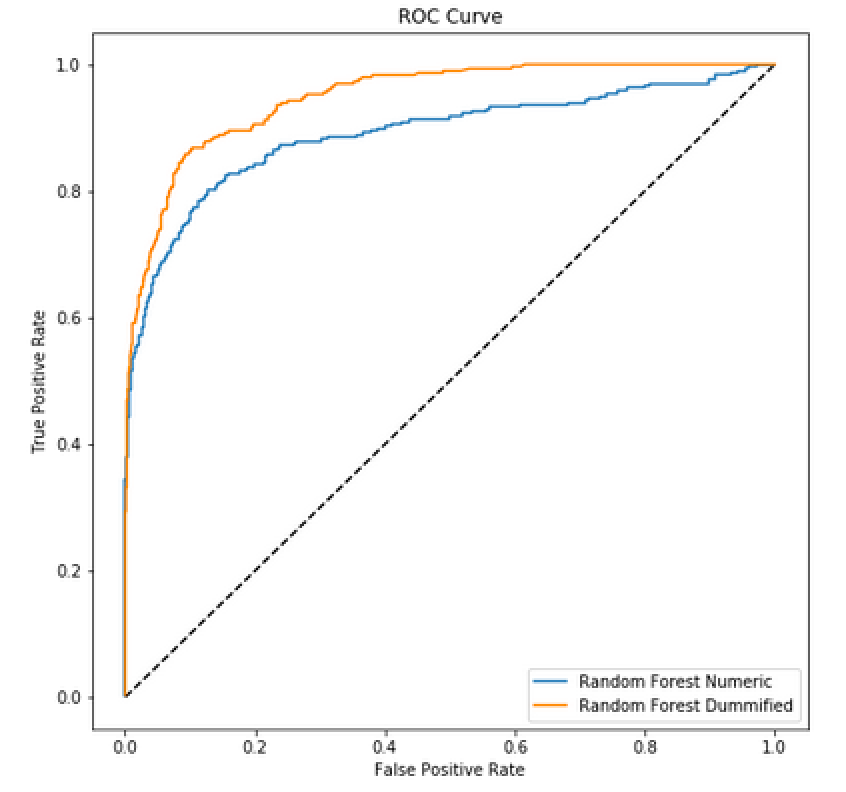 ROC Curve
1.0
0.8
0.6
0.4
0.2
0.0
True Positive Rate
Random Forest Numeric
Random Forest Dummified
0.0 0.2 0.4 0.6 0.8 1.0
False Positive Rate